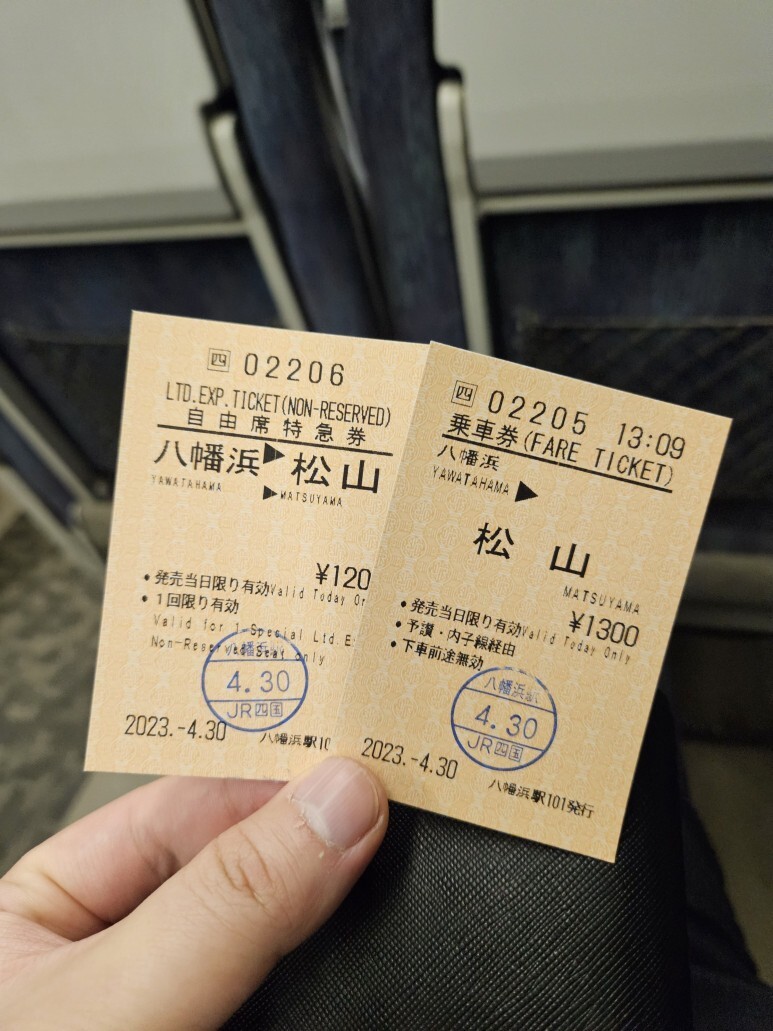 四 02206
LTD.EXP.TICKET(NON-RESERVED)
自由席特急券
八幡浜▶松山
YAWATAHAMA ▶MATSUYAMA
¥120
・発売当日限り有効Valid Today On
・1回限り有効
Valid for 1 Special Ltd.E
Non-Reserved Seat only
4.30
JR四国
2023.-4.30 八幡浜駅10
四 02205 13:09
乗車券(FARE TICKET)
八幡浜
YAWATAHAMA ▶
松山
MATSUYAMA
¥1300
・発売当日限り有効Valid Today Only
・予讃・内子線経由
・下車前途無効
八幡浜駅
4.30
JR四国
2023.-4.30 八幡浜駅101発行